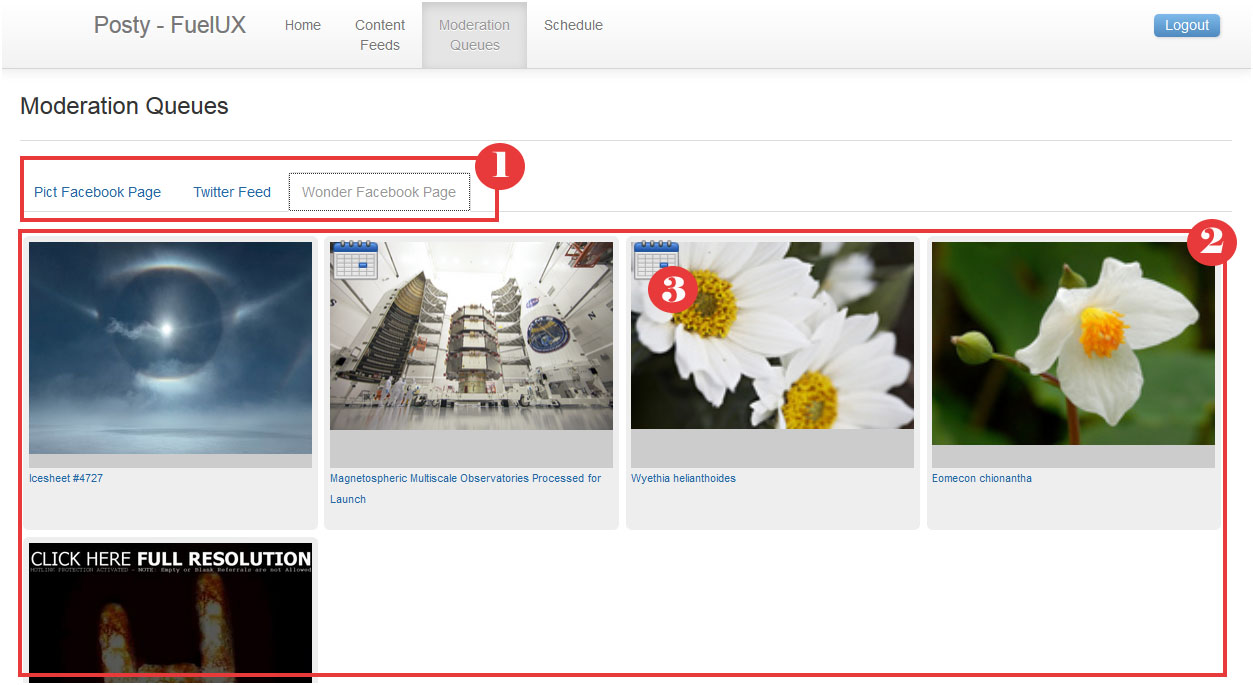 Posty - FuelUX
Home
Content
Feeds
Moderation
Queues
Schedule
Logout
Moderation Queues
1
Pict Facebook Page
Twitter Feed
Wonder Facebook Page
2
3
Icesheet #4727
Magnetospheric Multiscale Observatories Processed for
Launch
Wyethia helianthoides
Eomecon chionantha
CLICK HERE FULL RESOLUTION
HOTLINK PROTECTION ACTIVATED - NOTE: Empty or Blank Referrals are not Allowed